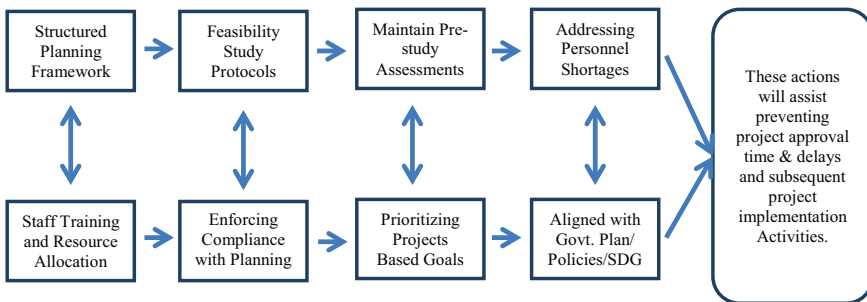 Structured
Planning
Framework
Feasibility
Study
Protocols
Maintain Pre-
study
Assessments
Addressing
Personnel
Shortages
Staff Training
and Resource
Allocation
Enforcing
Compliance
with Planning
Prioritizing
Projects
Based Goals
Aligned with
Govt. Plan/
Policies/SDG
These actions
will assist
preventing
project approval
time & delays
and subsequent
project
implementation
Activities.